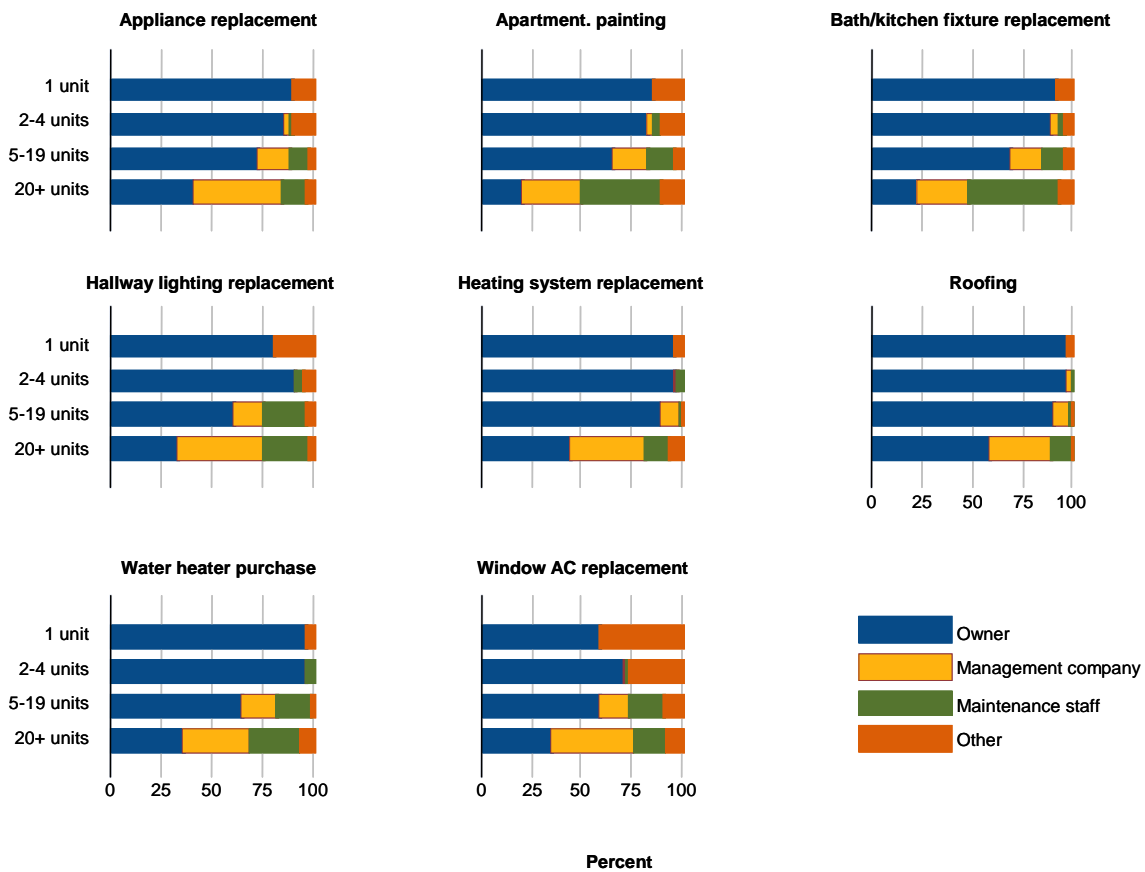 Appliance replacement
Apartment. painting
Bath/kitchen fixture replacement
1 unit
2-4 units
5-19 units
20+ units
Hallway lighting replacement
Heating system replacement
Roofing
1 unit
2-4 units
5-19 units
20+ units
0 25 50 75 100
Water heater purchase
Window AC replacement
1 unit
2-4 units
5-19 units
20+ units
0 25 50 75 100
0 25 50 75 100
Owner
Management company
Maintenance staff
Other
Percent